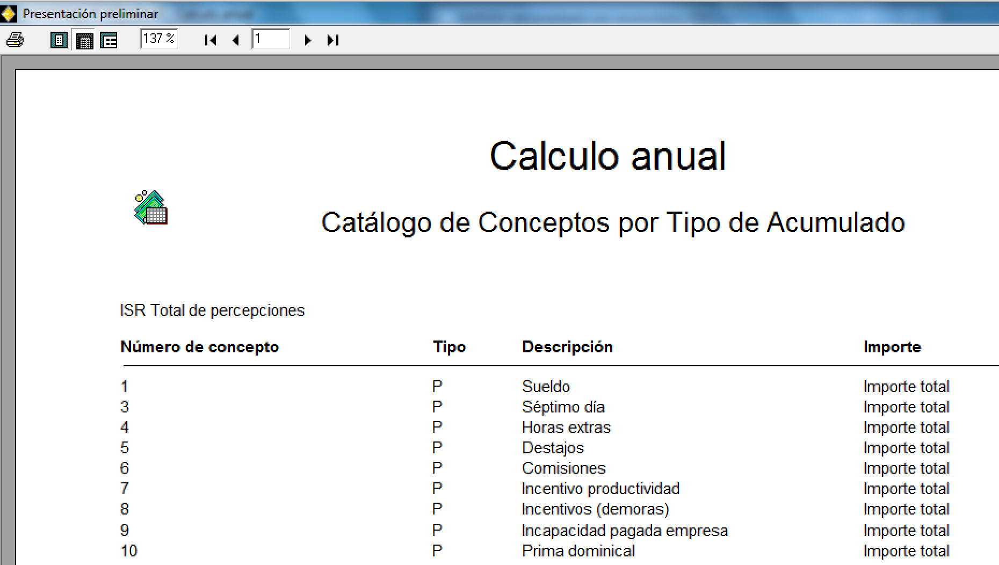 Presentación preliminar
137 %
1
Calculo anual
Catálogo de Conceptos por Tipo de Acumulado
ISR Total de percepciones
Número de concepto Tipo Descripción Importe
1 P Sueldo Importe total
3 P Séptimo día Importe total
4 P Horas extras Importe total
5 P Destajos Importe total
6 P Comisiones Importe total
7 P Incentivo productividad Importe total
8 P Incentivos (demoras) Importe total
9 P Incapacidad pagada empresa Importe total
10 P Prima dominical Importe total